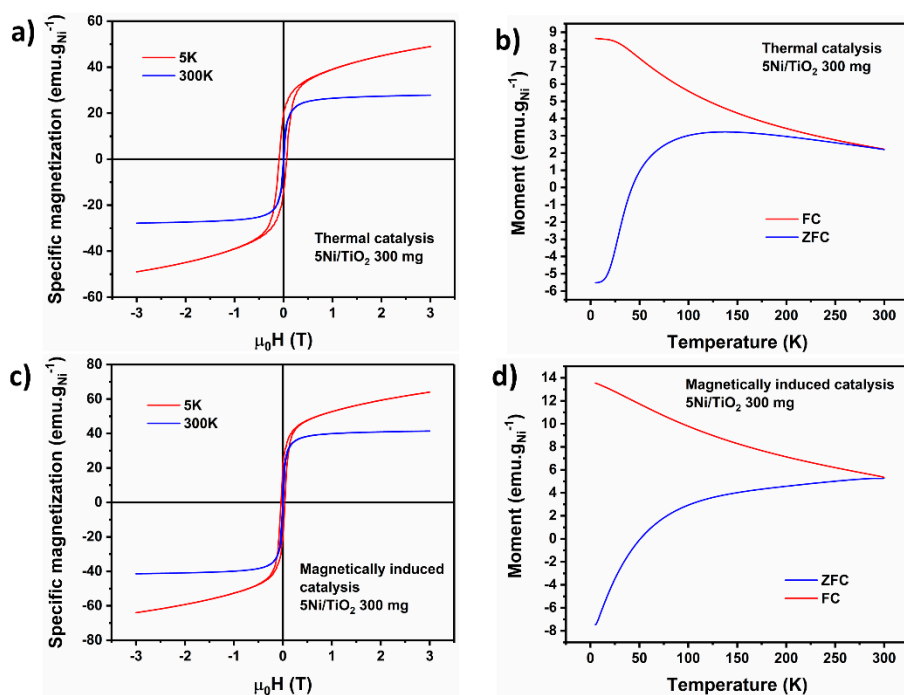 a)
Specific magnetization (emu.gNi⁻¹)
60
40
20
0
-20
-40
-60
5K
300K
Thermal catalysis
5Ni/TiO₂ 300 mg
-3 -2 -1 0 1 2 3
μ₀H (T)
b)
Moment (emu.gNi⁻¹)
9
8
7
6
5
4
3
2
1
0
-1
-2
-3
-4
-5
-6
Thermal catalysis
5Ni/TiO₂ 300 mg
FC
ZFC
0 50 100 150 200 250 300
Temperature (K)
c)
Specific magnetization (emu.gNi⁻¹)
80
60
40
20
0
-20
-40
-60
-80
5K
300K
Magnetically induced
catalysis
5Ni/TiO₂ 300 mg
-3 -2 -1 0 1 2 3
μ₀H (T)
d)
Moment (emu.gNi⁻¹)
14
12
10
8
6
4
2
0
-2
-4
-6
-8
Magnetically induced catalysis
5Ni/TiO₂ 300 mg
ZFC
FC
0 50 100 150 200 250 300
Temperature (K)